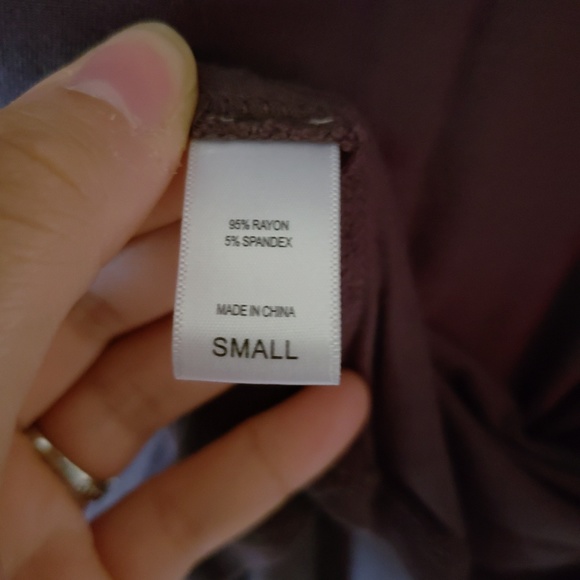 95% RAYON
5% SPANDEX
MADE IN CHINA
SMALL